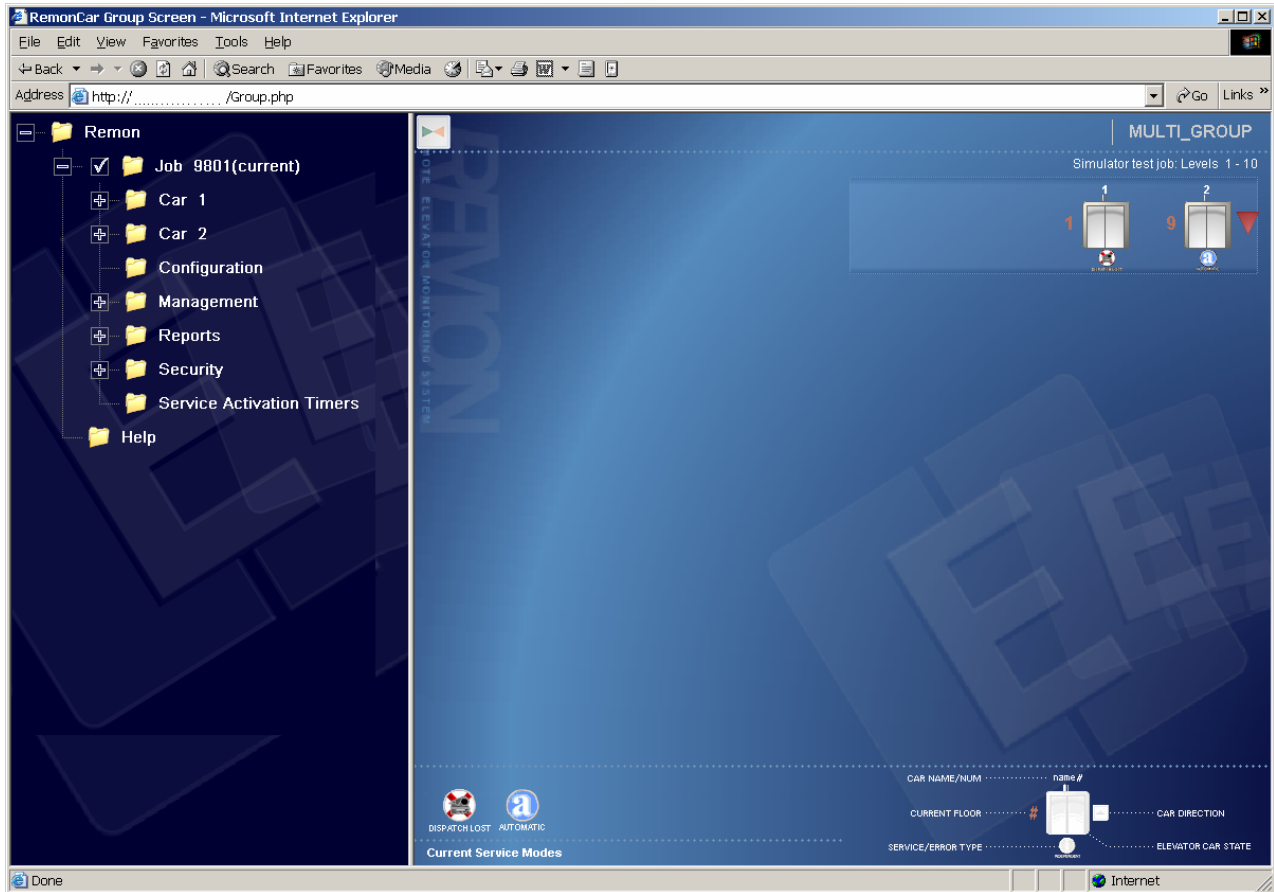 RemonCar Group Screen - Microsoft Internet Explorer
File Edit View Favorites Tools Help
Back Search Favorites Media
Address http:// /Group.php Go Links »
Remon
Job 9801(current)
Car 1
Car 2
Configuration
Management
Reports
Security
Service Activation Timers
Help
REMOTE ELEVATOR MONITORING SYSTEM
REMON
MULTI_GROUP
Simulator test job: Levels 1 - 10
1 2
1 9
a
AUTOMATIC
a
DISPATCH LOST AUTOMATIC
Current Service Modes
CAR NAME/NUM name #
CURRENT FLOOR # CAR DIRECTION
SERVICE/ERROR TYPE ELEVATOR CAR STATE
INDEPENDENT
Done Internet